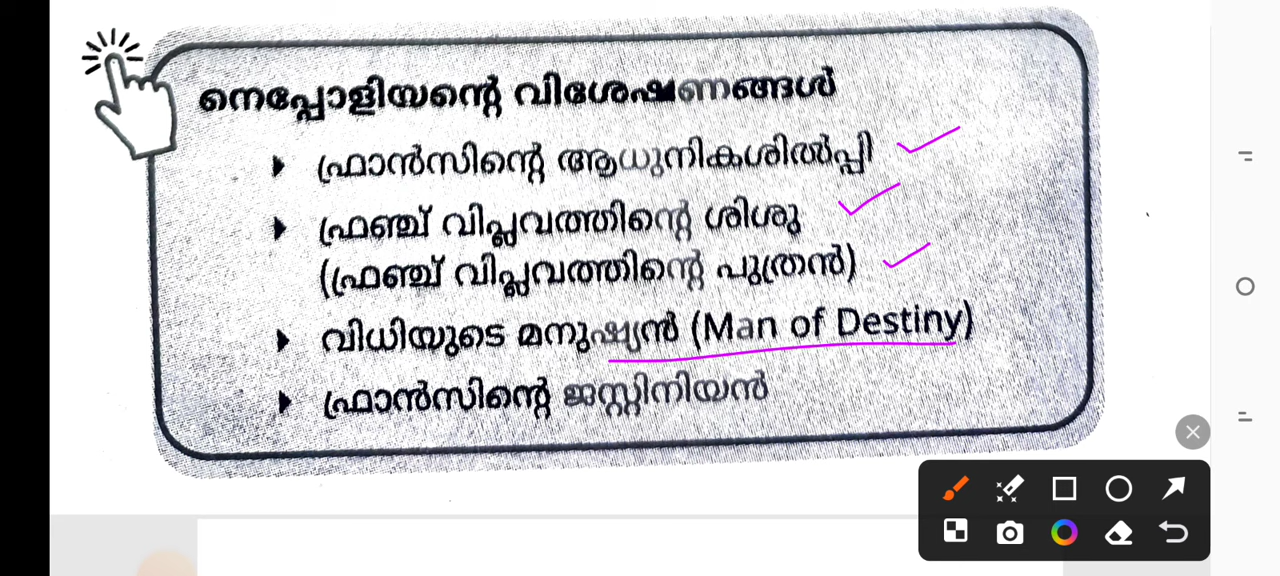 നെപ്പോളിയന്റെ വിശേഷണങ്ങൾ
ഫ്രാൻസിന്റെ ആധുനികശിൽപ്പി
ഫ്രഞ്ച് വിപ്ലവത്തിന്റെ ശിശു
(ഫ്രഞ്ച് വിപ്ലവത്തിന്റെ പുത്രൻ)
വിധിയുടെ മനുഷ്യൻ (Man of Destiny)
ഫ്രാൻസിന്റെ ജസ്റ്റിനിയൻ